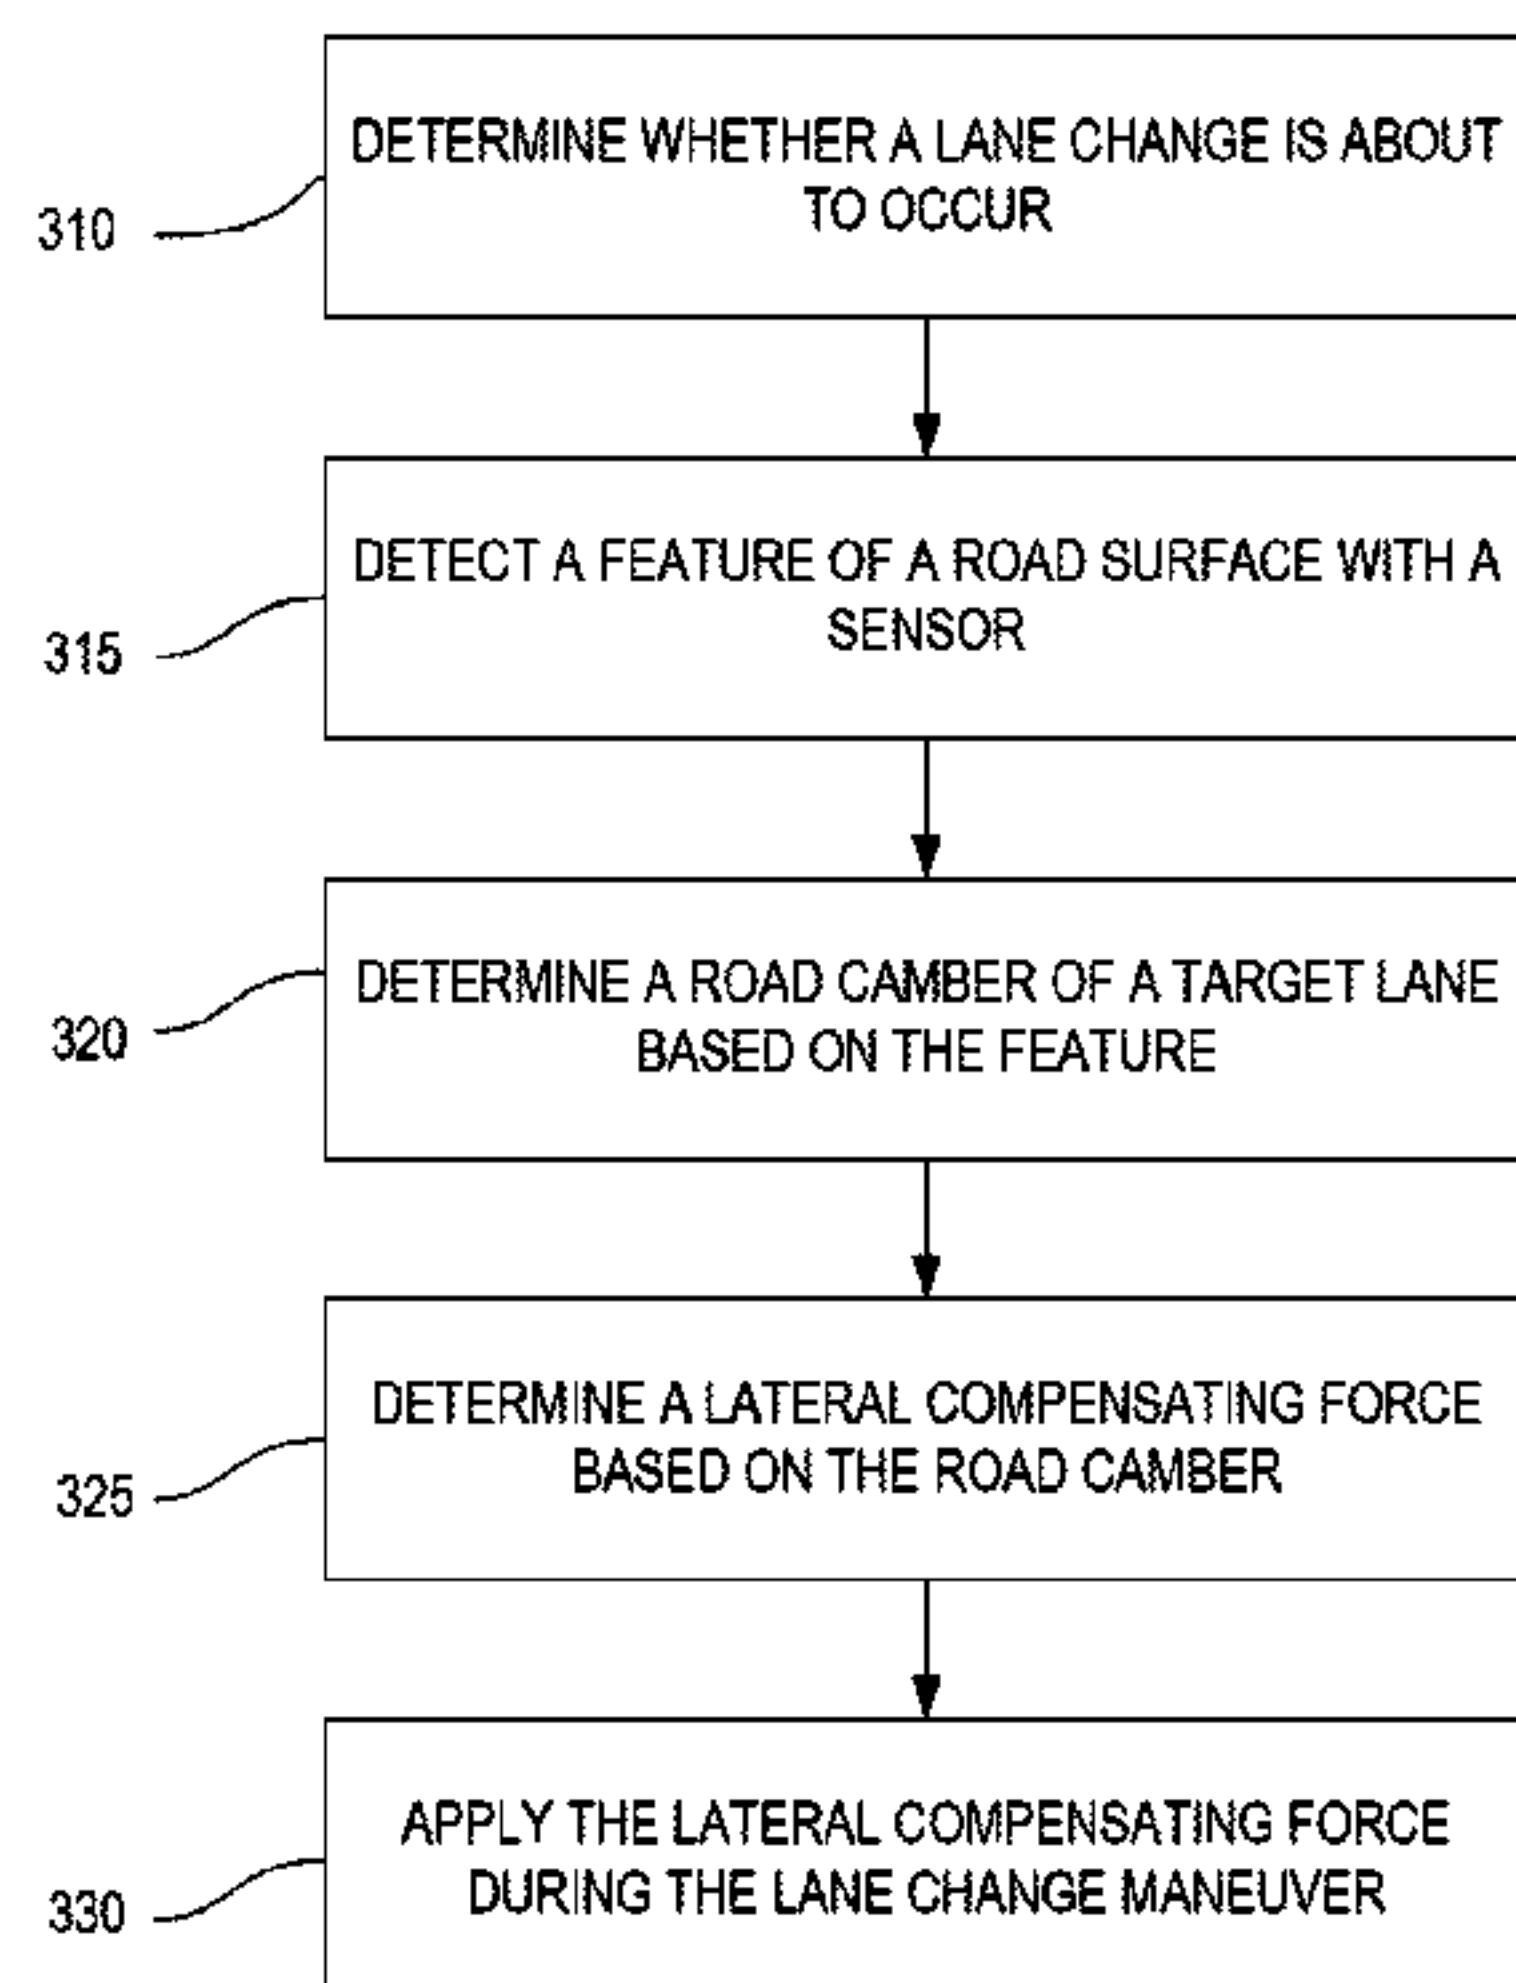 DETERMINE WHETHER A LANE CHANGE IS ABOUT
TO OCCUR
310
DETECT A FEATURE OF A ROAD SURFACE WITH A
SENSOR
315
DETERMINE A ROAD CAMBER OF A TARGET LANE
BASED ON THE FEATURE
320
DETERMINE A LATERAL COMPENSATING FORCE
BASED ON THE ROAD CAMBER
325
APPLY THE LATERAL COMPENSATING FORCE
DURING THE LANE CHANGE MANEUVER
330